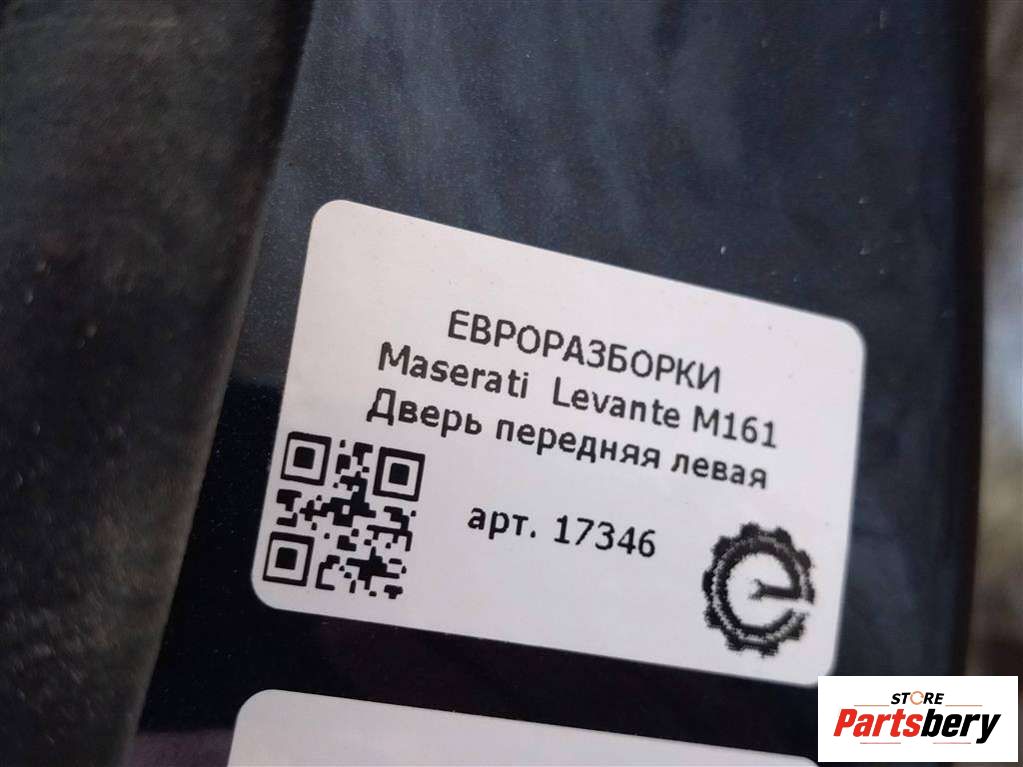 ЕВРОРАЗБОРКИ
Maserati Levante M161
Дверь передняя левая
арт. 17346
STORE
Partsbery